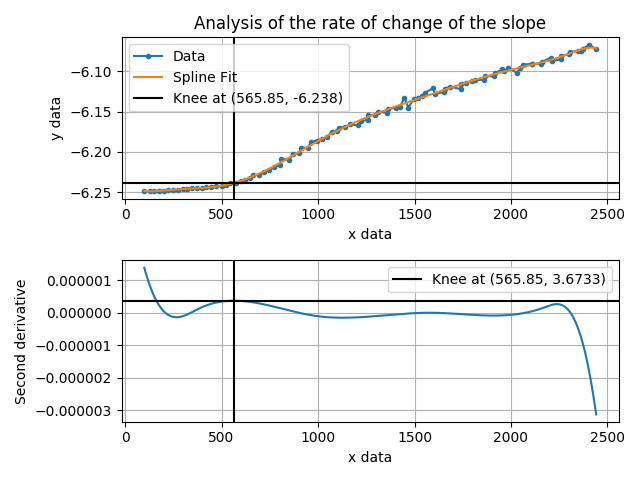 Analysis of the rate of change of the slope
Data
Spline Fit
Knee at (565.85, -6.238)
−6.10
−6.15
−6.20
−6.25
y data
0
500
1000
1500
2000
2500
x data
Knee at (565.85, 3.6733)
0.000001
0.000000
−0.000001
−0.000002
−0.000003
Second derivative
0
500
1000
1500
2000
2500
x data